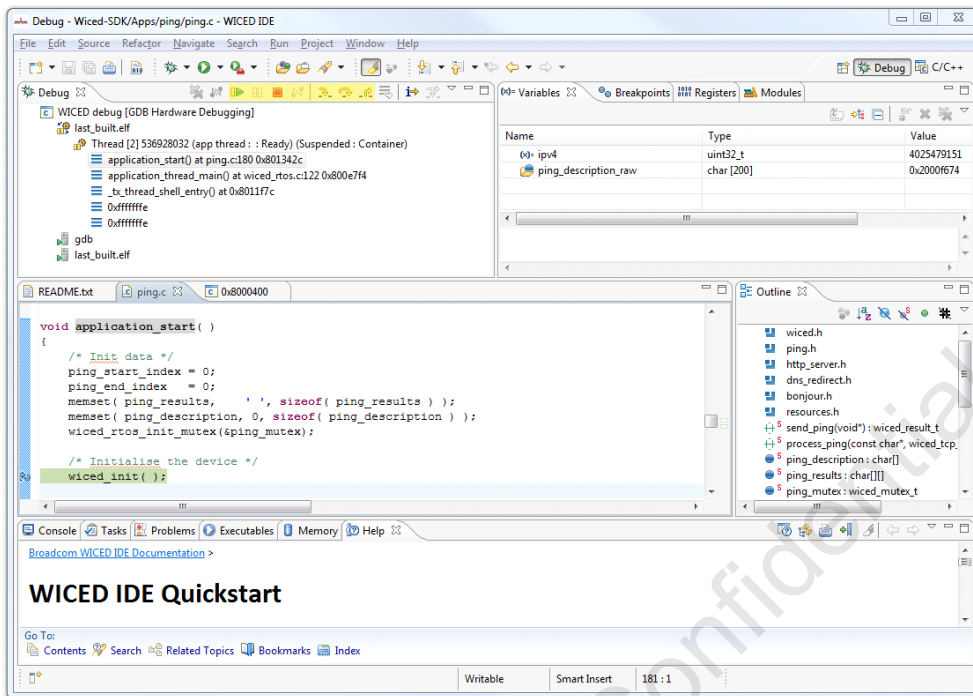 Debug - Wiced-SDK/Apps/ping/ping.c - WICED IDE
File Edit Source Refactor Navigate Search Run Project Window Help
Debug C/C++
Debug
WICED debug [GDB Hardware Debugging]
last_built.elf
Thread [2] 536928032 (app thread : : Ready) (Suspended : Container)
application_start() at ping.c:180 0x801342c
application_thread_main() at wiced_rtos.c:122 0x800e7f4
_tx_thread_shell_entry() at 0x8011f7c
0xfffffffe
0xfffffffe
gdb
last_built.elf
(x)= Variables Breakpoints Registers Modules
Name Type Value
(x)= ipv4 uint32_t 4025479151
ping_description_raw char [200] 0x2000f674
README.txt ping.c 0x8000400
void application_start( )
{
/* Init data */
ping_start_index = 0;
ping_end_index = 0;
memset( ping_results, ' ', sizeof( ping_results ) );
memset( ping_description, 0, sizeof( ping_description ) );
wiced_rtos_init_mutex(&ping_mutex);
/* Initialise the device */
wiced_init( );
Outline
wiced.h
ping.h
http_server.h
dns_redirect.h
bonjour.h
resources.h
send_ping(void*) : wiced_result_t
process_ping(const char*, wiced_tcp_
ping_description : char[]
ping_results : char[][]
ping_mutex : wiced_mutex_t
Console Tasks Problems Executables Memory Help
Broadcom WICED IDE Documentation >
WICED IDE Quickstart
Go To:
Contents Search Related Topics Bookmarks Index
Writable Smart Insert 181 : 1
Confidential